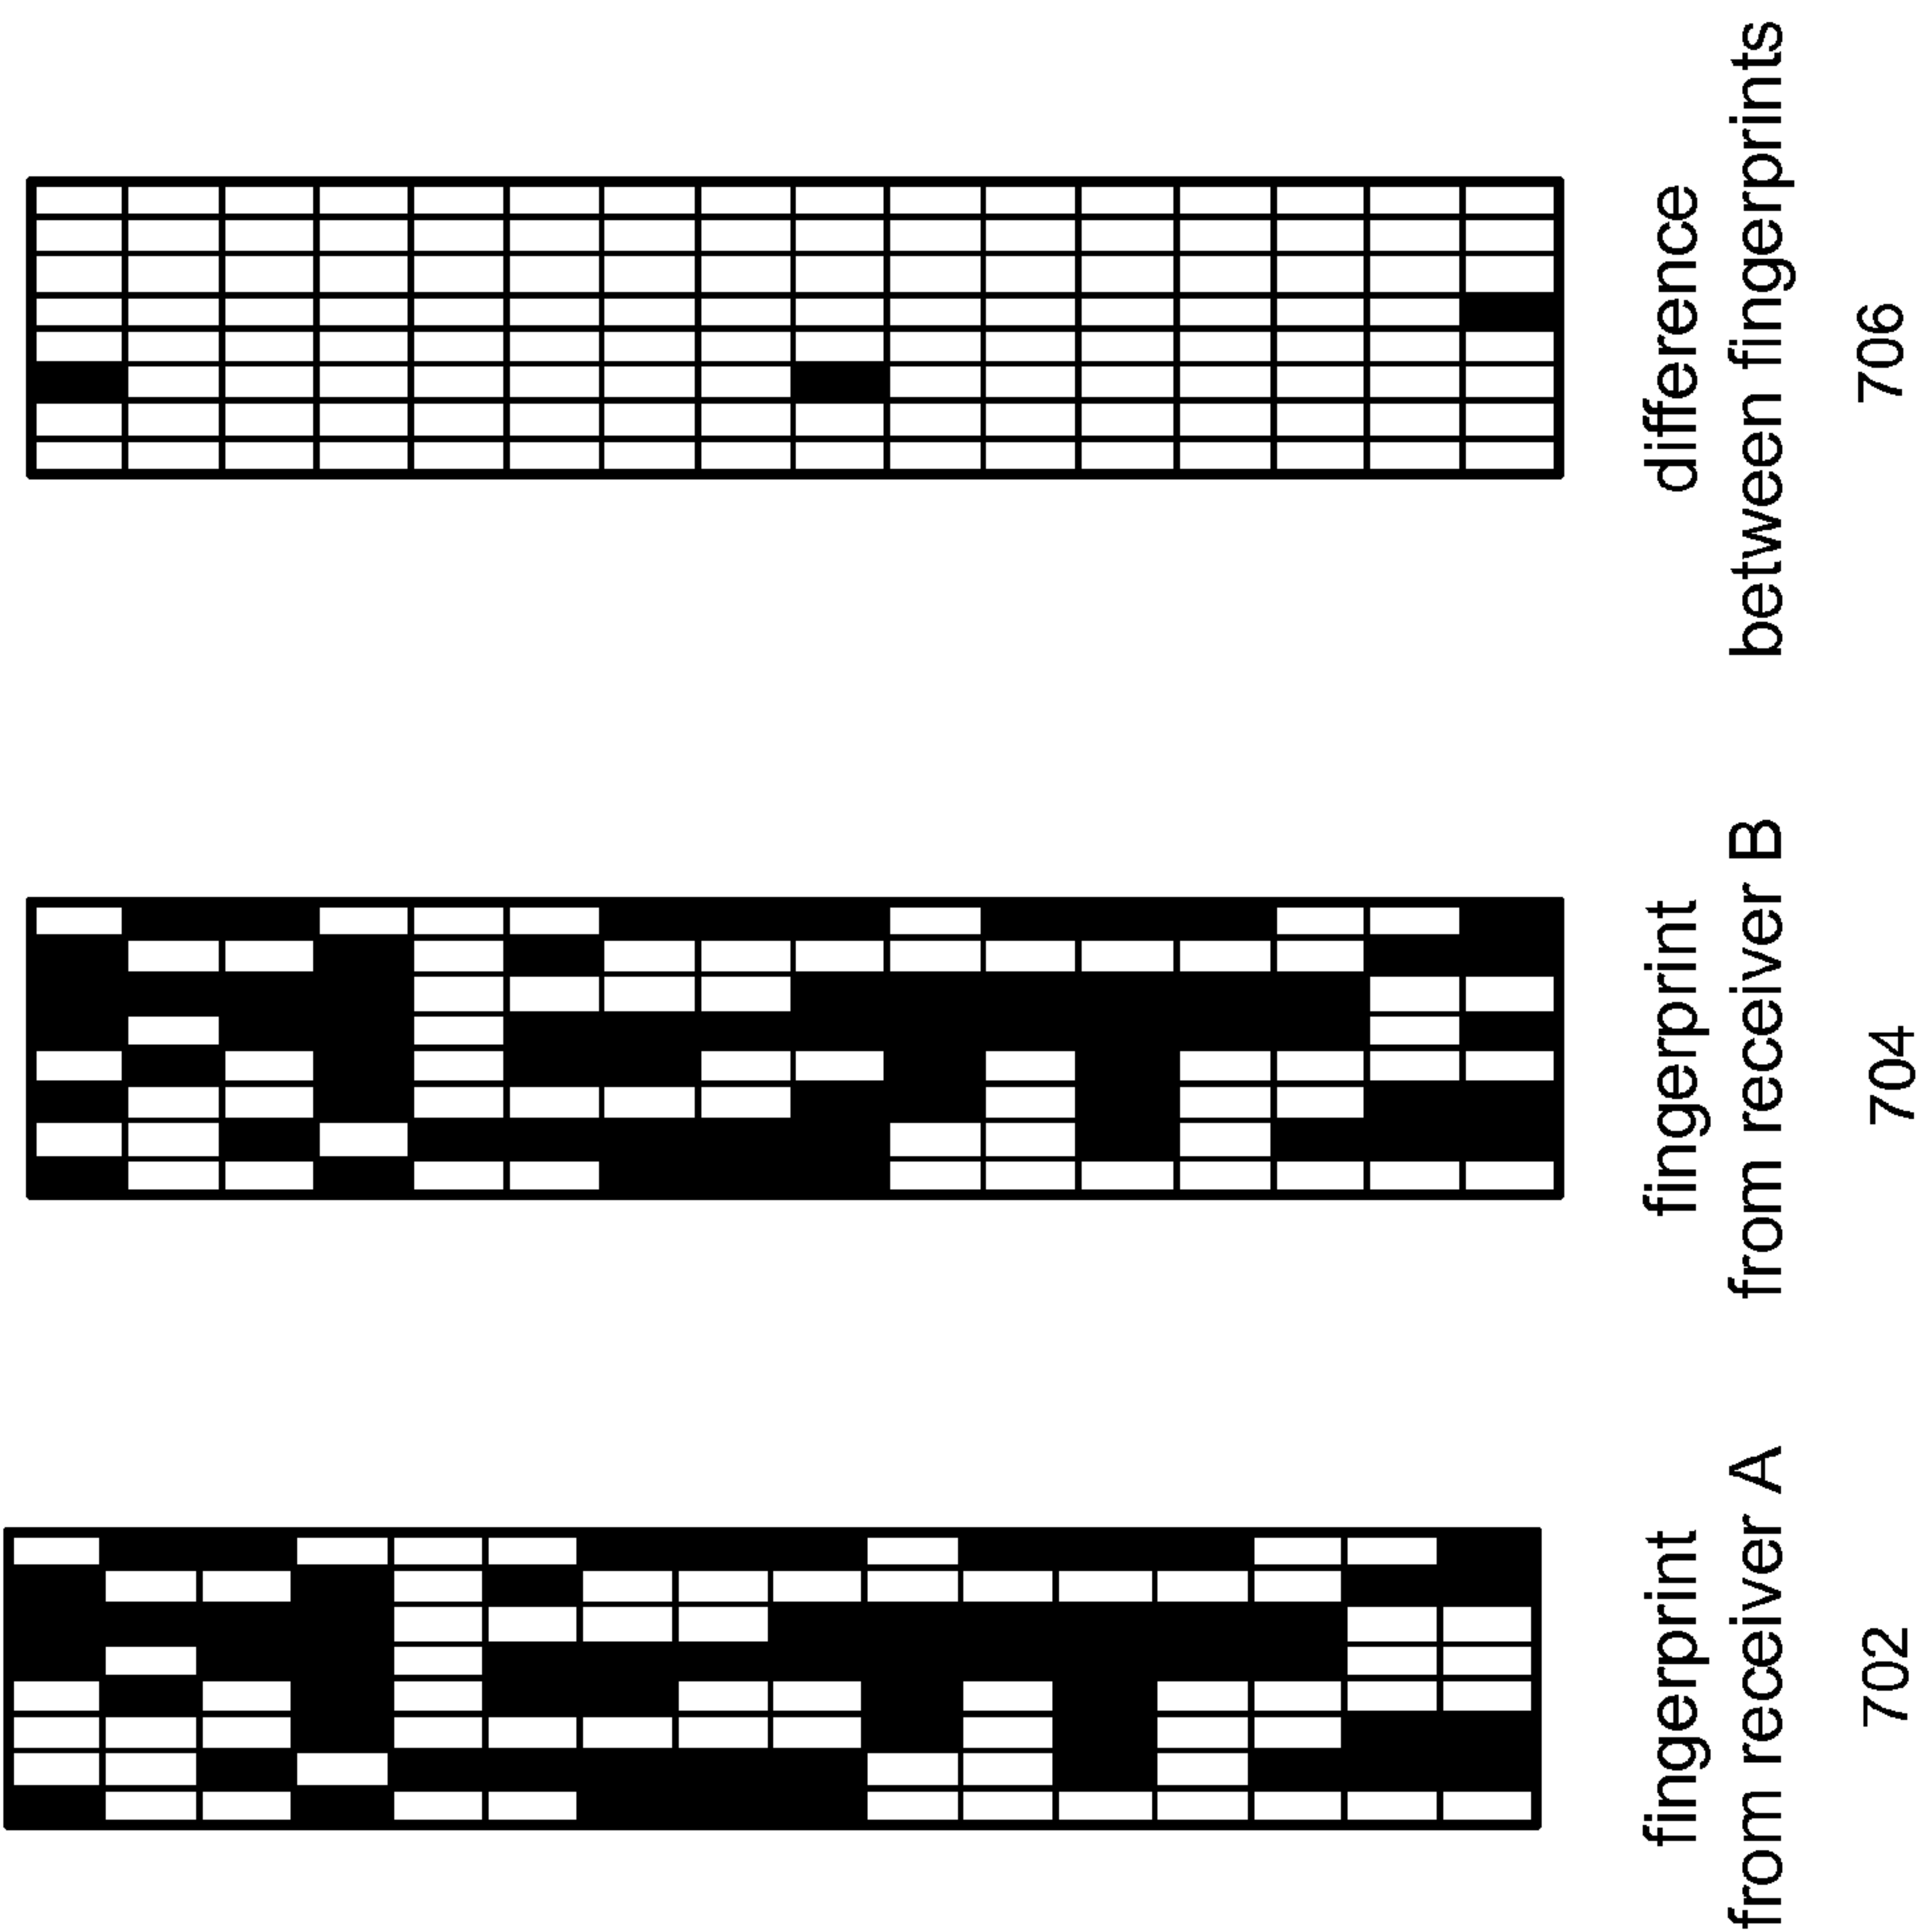 fingerprint
from receiver A
702
fingerprint
from receiver B
704
difference
between fingerprints
706